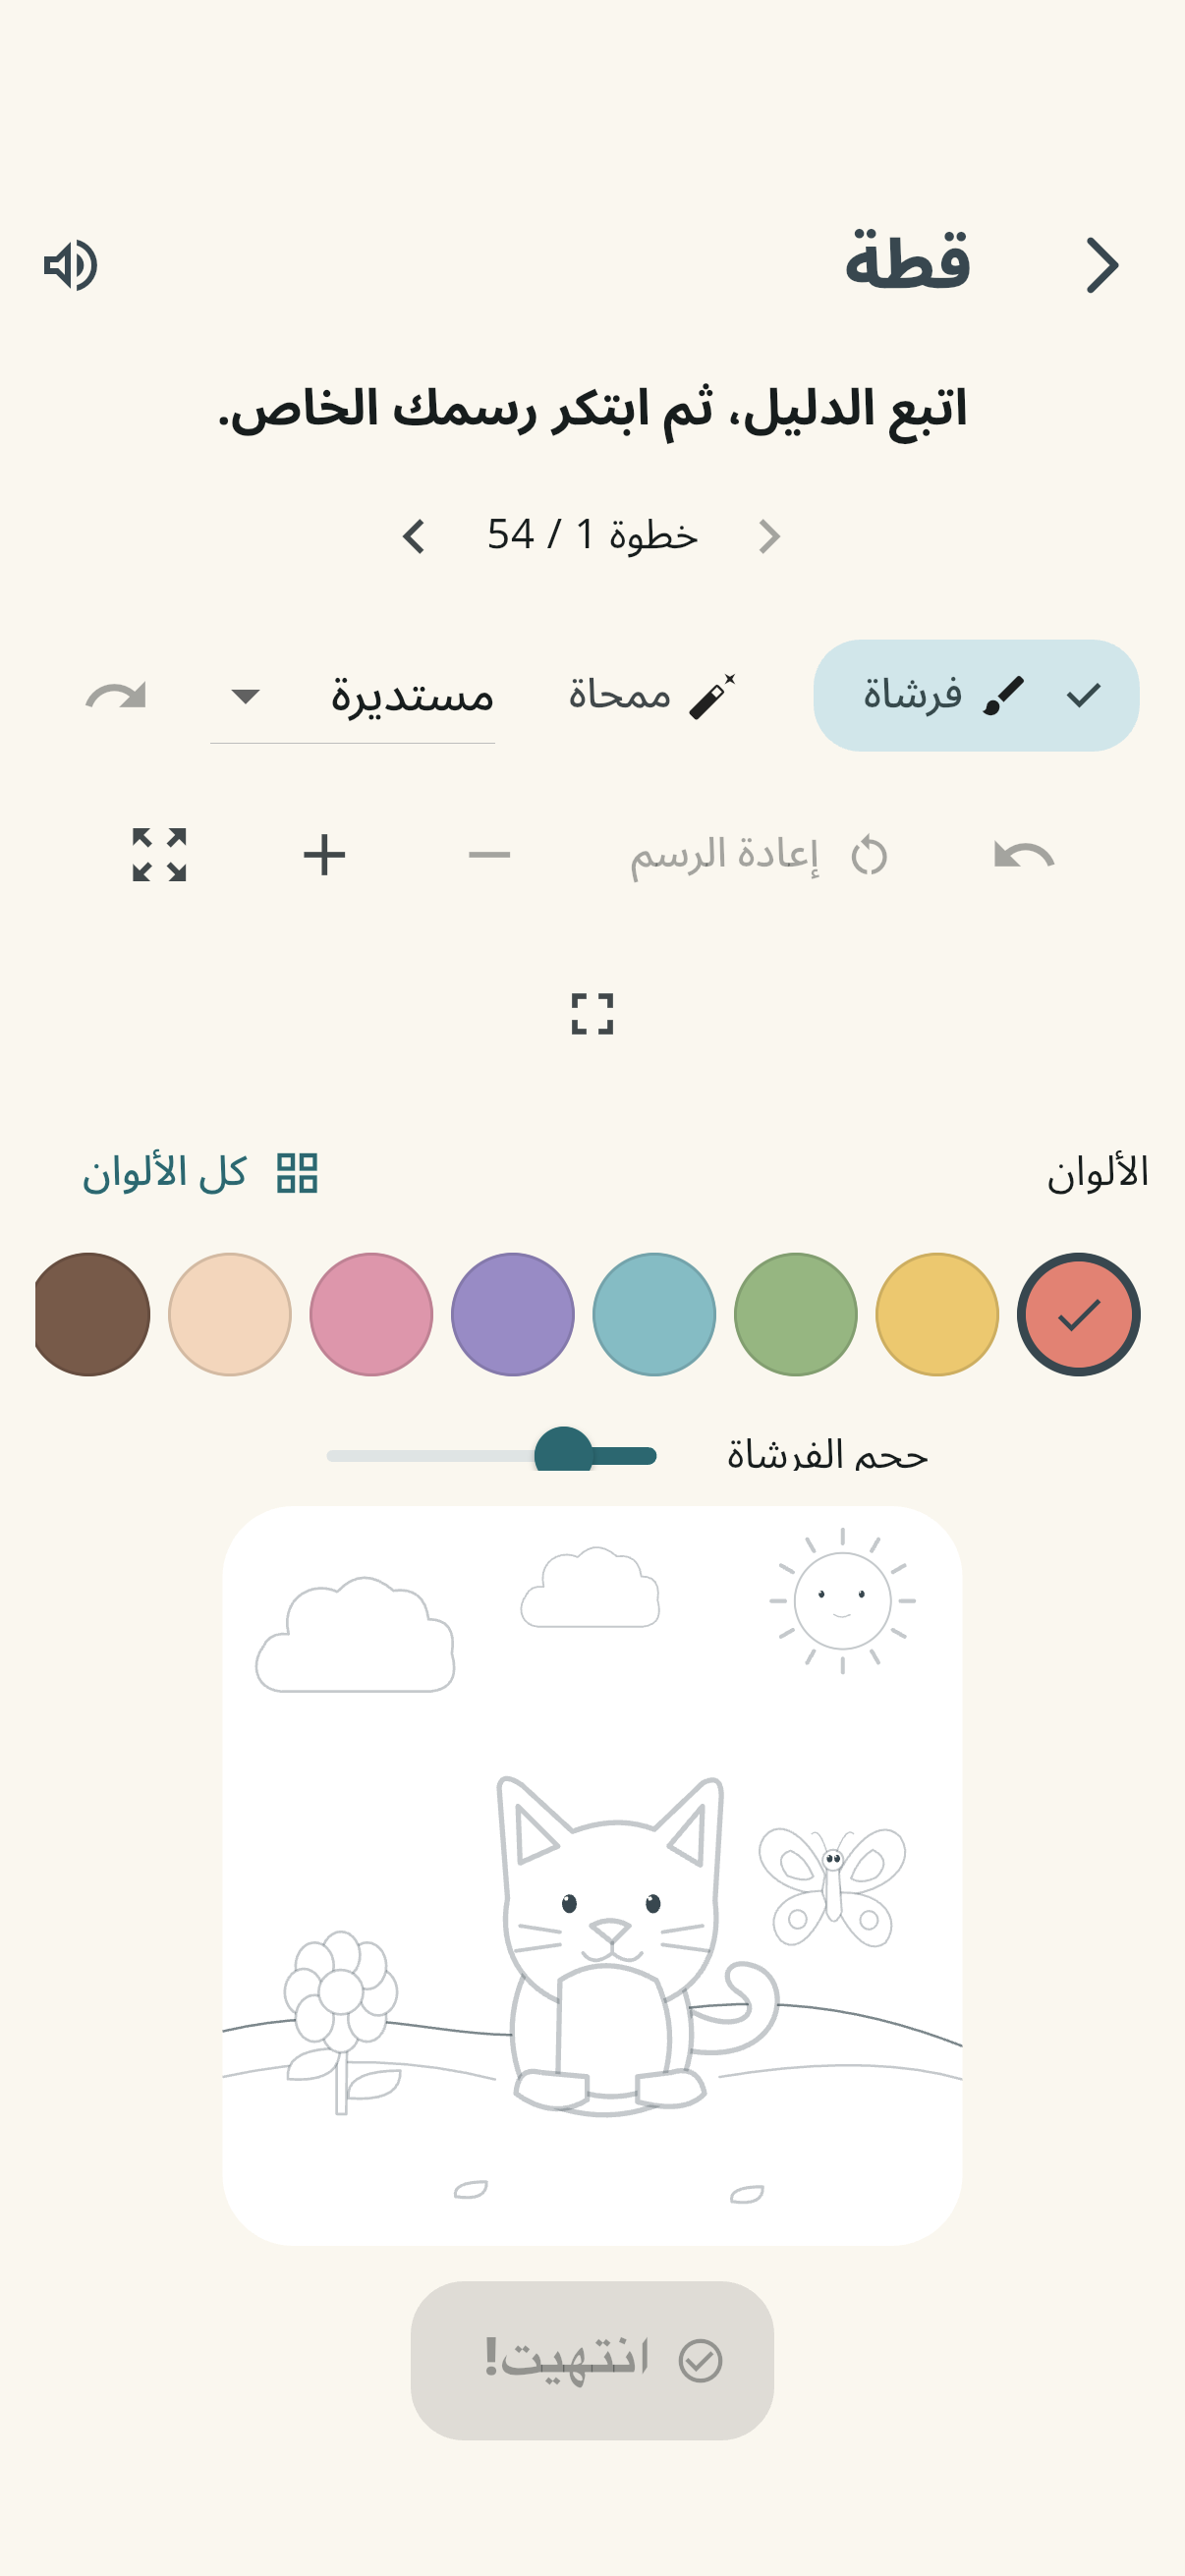 قطة
اتبع الدليل، ثم ابتكر رسمك الخاص.
خطوة 1 / 54
فرشاة
ممحاة
مستديرة
إعادة الرسم
الألوان
كل الألوان
حجم الفرشاة
انتهيت!